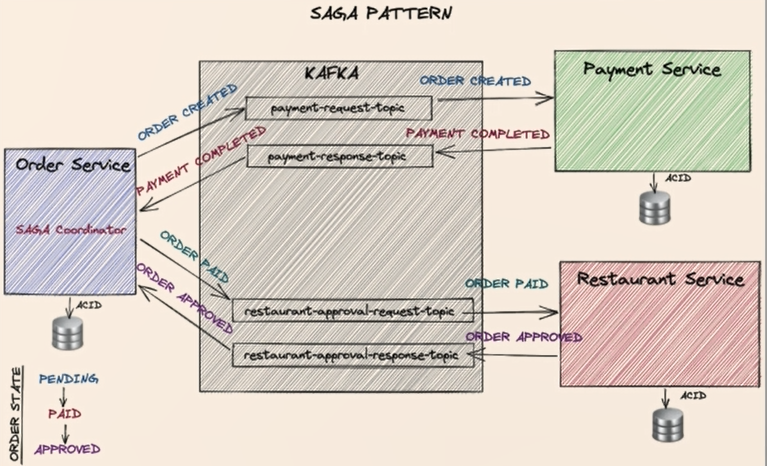 SAGA PATTERN
KAFKA
Payment Service
ORDER CREATED
ORDER CREATED
payment-request-topic
PAYMENT COMPLETED
PAYMENT COMPLETED
payment-response-topic
ACID
Order Service
SAGA Coordinator
ORDER PAID
ORDER PAID
Restaurant Service
ORDER APPROVED
restaurant-approval-request-topic
ORDER APPROVED
restaurant-approval-response-topic
ACID
ACID
ORDER STATE
PENDING
PAID
APPROVED